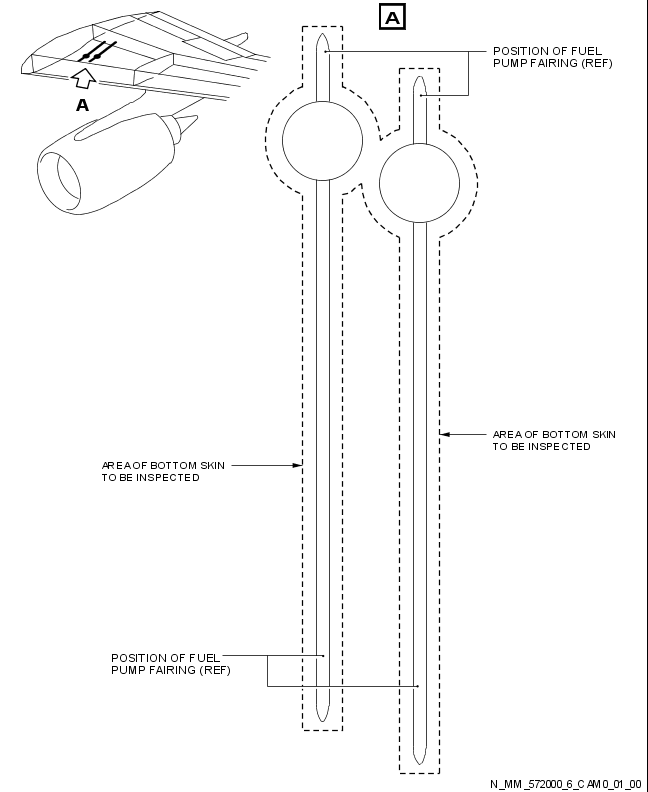 A
POSITION OF FUEL
PUMP FAIRING (REF)
A
AREA OF BOTTOM SKIN
TO BE INSPECTED
AREA OF BOTTOM SKIN
TO BE INSPECTED
POSITION OF FUEL
PUMP FAIRING (REF)
N_MM_572000_6_CAM0_01_00